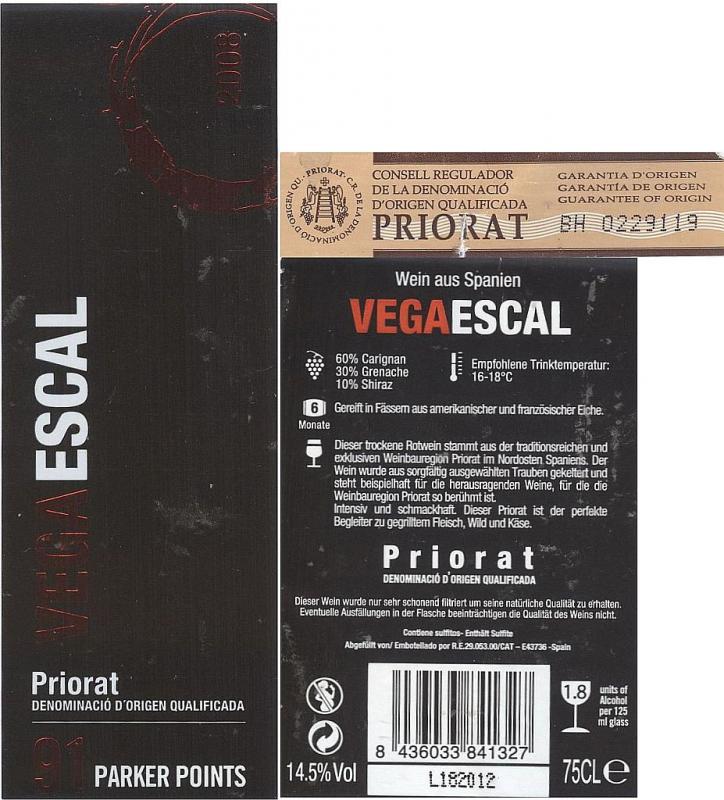 2008
VEGA ESCAL
Priorat
DENOMINACIÓ D'ORIGEN QUALIFICADA
91 PARKER POINTS
D'ORIGEN QU. · PRIORAT · C.R. DE LA DENOMINACIÓ
CONSELL REGULADOR
DE LA DENOMINACIÓ
D'ORIGEN QUALIFICADA
PRIORAT
GARANTIA D'ORIGEN
GARANTÍA DE ORIGEN
GUARANTEE OF ORIGIN
BH 0229119
Wein aus Spanien
VEGAESCAL
60% Carignan
30% Grenache
10% Shiraz
Empfohlene Trinktemperatur:
16-18°C
6
Monate
Gereift in Fässern aus amerikanischer und französischer Eiche.
Dieser trockene Rotwein stammt aus der traditionsreichen und
exklusiven Weinbauregion Priorat im Nordosten Spaniens. Der
Wein wurde aus sorgfältig ausgewählten Trauben gekeltert und
steht beispielhaft für die herausragenden Weine, für die die
Weinbauregion Priorat so berühmt ist.
Intensiv und schmackhaft. Dieser Priorat ist der perfekte
Begleiter zu gegrilltem Fleisch, Wild und Käse.
Priorat
DENOMINACIÓ D'ORIGEN QUALIFICADA
Dieser Wein wurde nur sehr schonend filtriert um seine natürliche Qualität zu erhalten.
Eventuelle Ausfällungen in der Flasche beeinträchtigen die Qualität des Weins nicht.
Contiene sulfitos- Enthält Sulfite
Abgefüllt von/ Embotellado por R.E.29.053.00/CAT – E43736 -Spain
8 436033 841327
1.8
units of
Alcohol
per 125
ml glass
14.5%Vol
L182012
75CL e